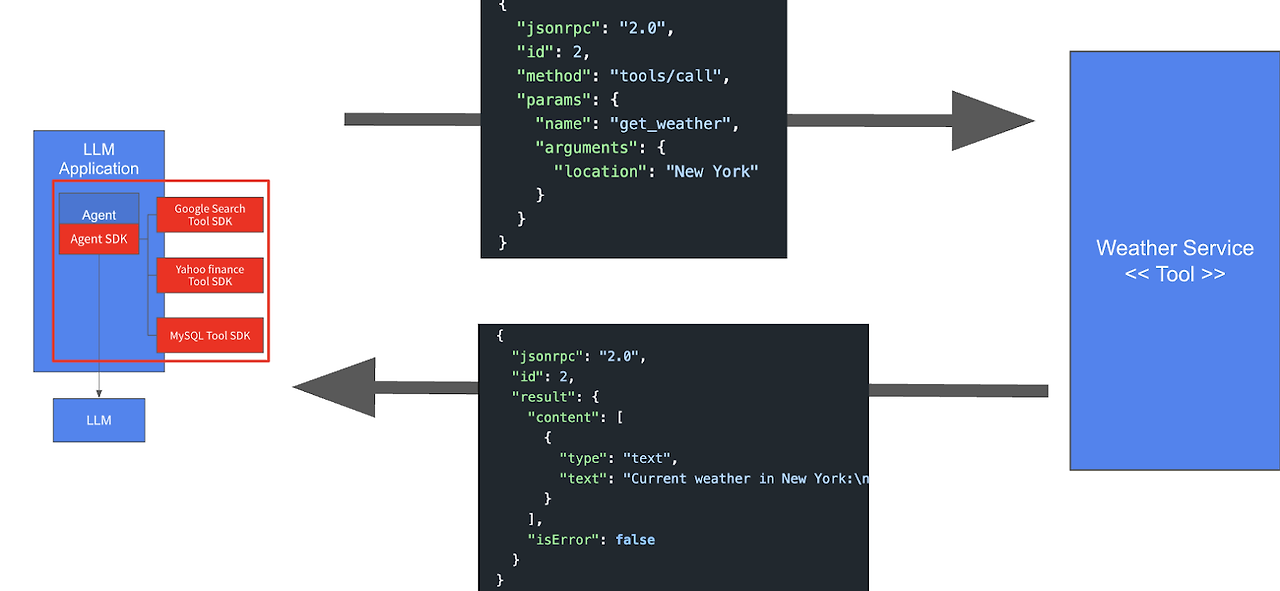 {
"jsonrpc": "2.0",
"id": 2,
"method": "tools/call",
"params": {
"name": "get_weather",
"arguments": {
"location": "New York"
}
}
}
LLM
Application
Agent
Agent SDK
Google Search
Tool SDK
Yahoo finance
Tool SDK
MySQL Tool SDK
LLM
Weather Service
<< Tool >>
{
"jsonrpc": "2.0",
"id": 2,
"result": {
"content": [
{
"type": "text",
"text": "Current weather in New York:\n
}
],
"isError": false
}
}